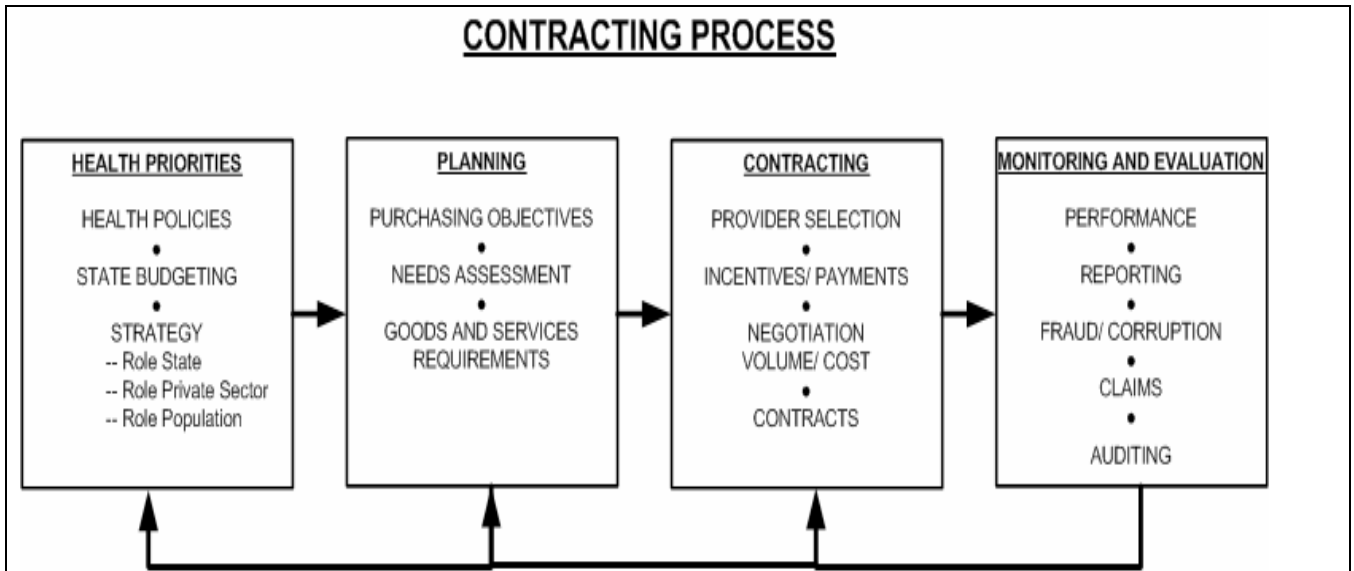 CONTRACTING PROCESS
HEALTH PRIORITIES
HEALTH POLICIES
•
STATE BUDGETING
•
STRATEGY
-- Role State
-- Role Private Sector
-- Role Population
PLANNING
PURCHASING OBJECTIVES
•
NEEDS ASSESSMENT
•
GOODS AND SERVICES
REQUIREMENTS
CONTRACTING
PROVIDER SELECTION
•
INCENTIVES/ PAYMENTS
•
NEGOTIATION
VOLUME/ COST
•
CONTRACTS
MONITORING AND EVALUATION
PERFORMANCE
•
REPORTING
•
FRAUD/ CORRUPTION
•
CLAIMS
•
AUDITING